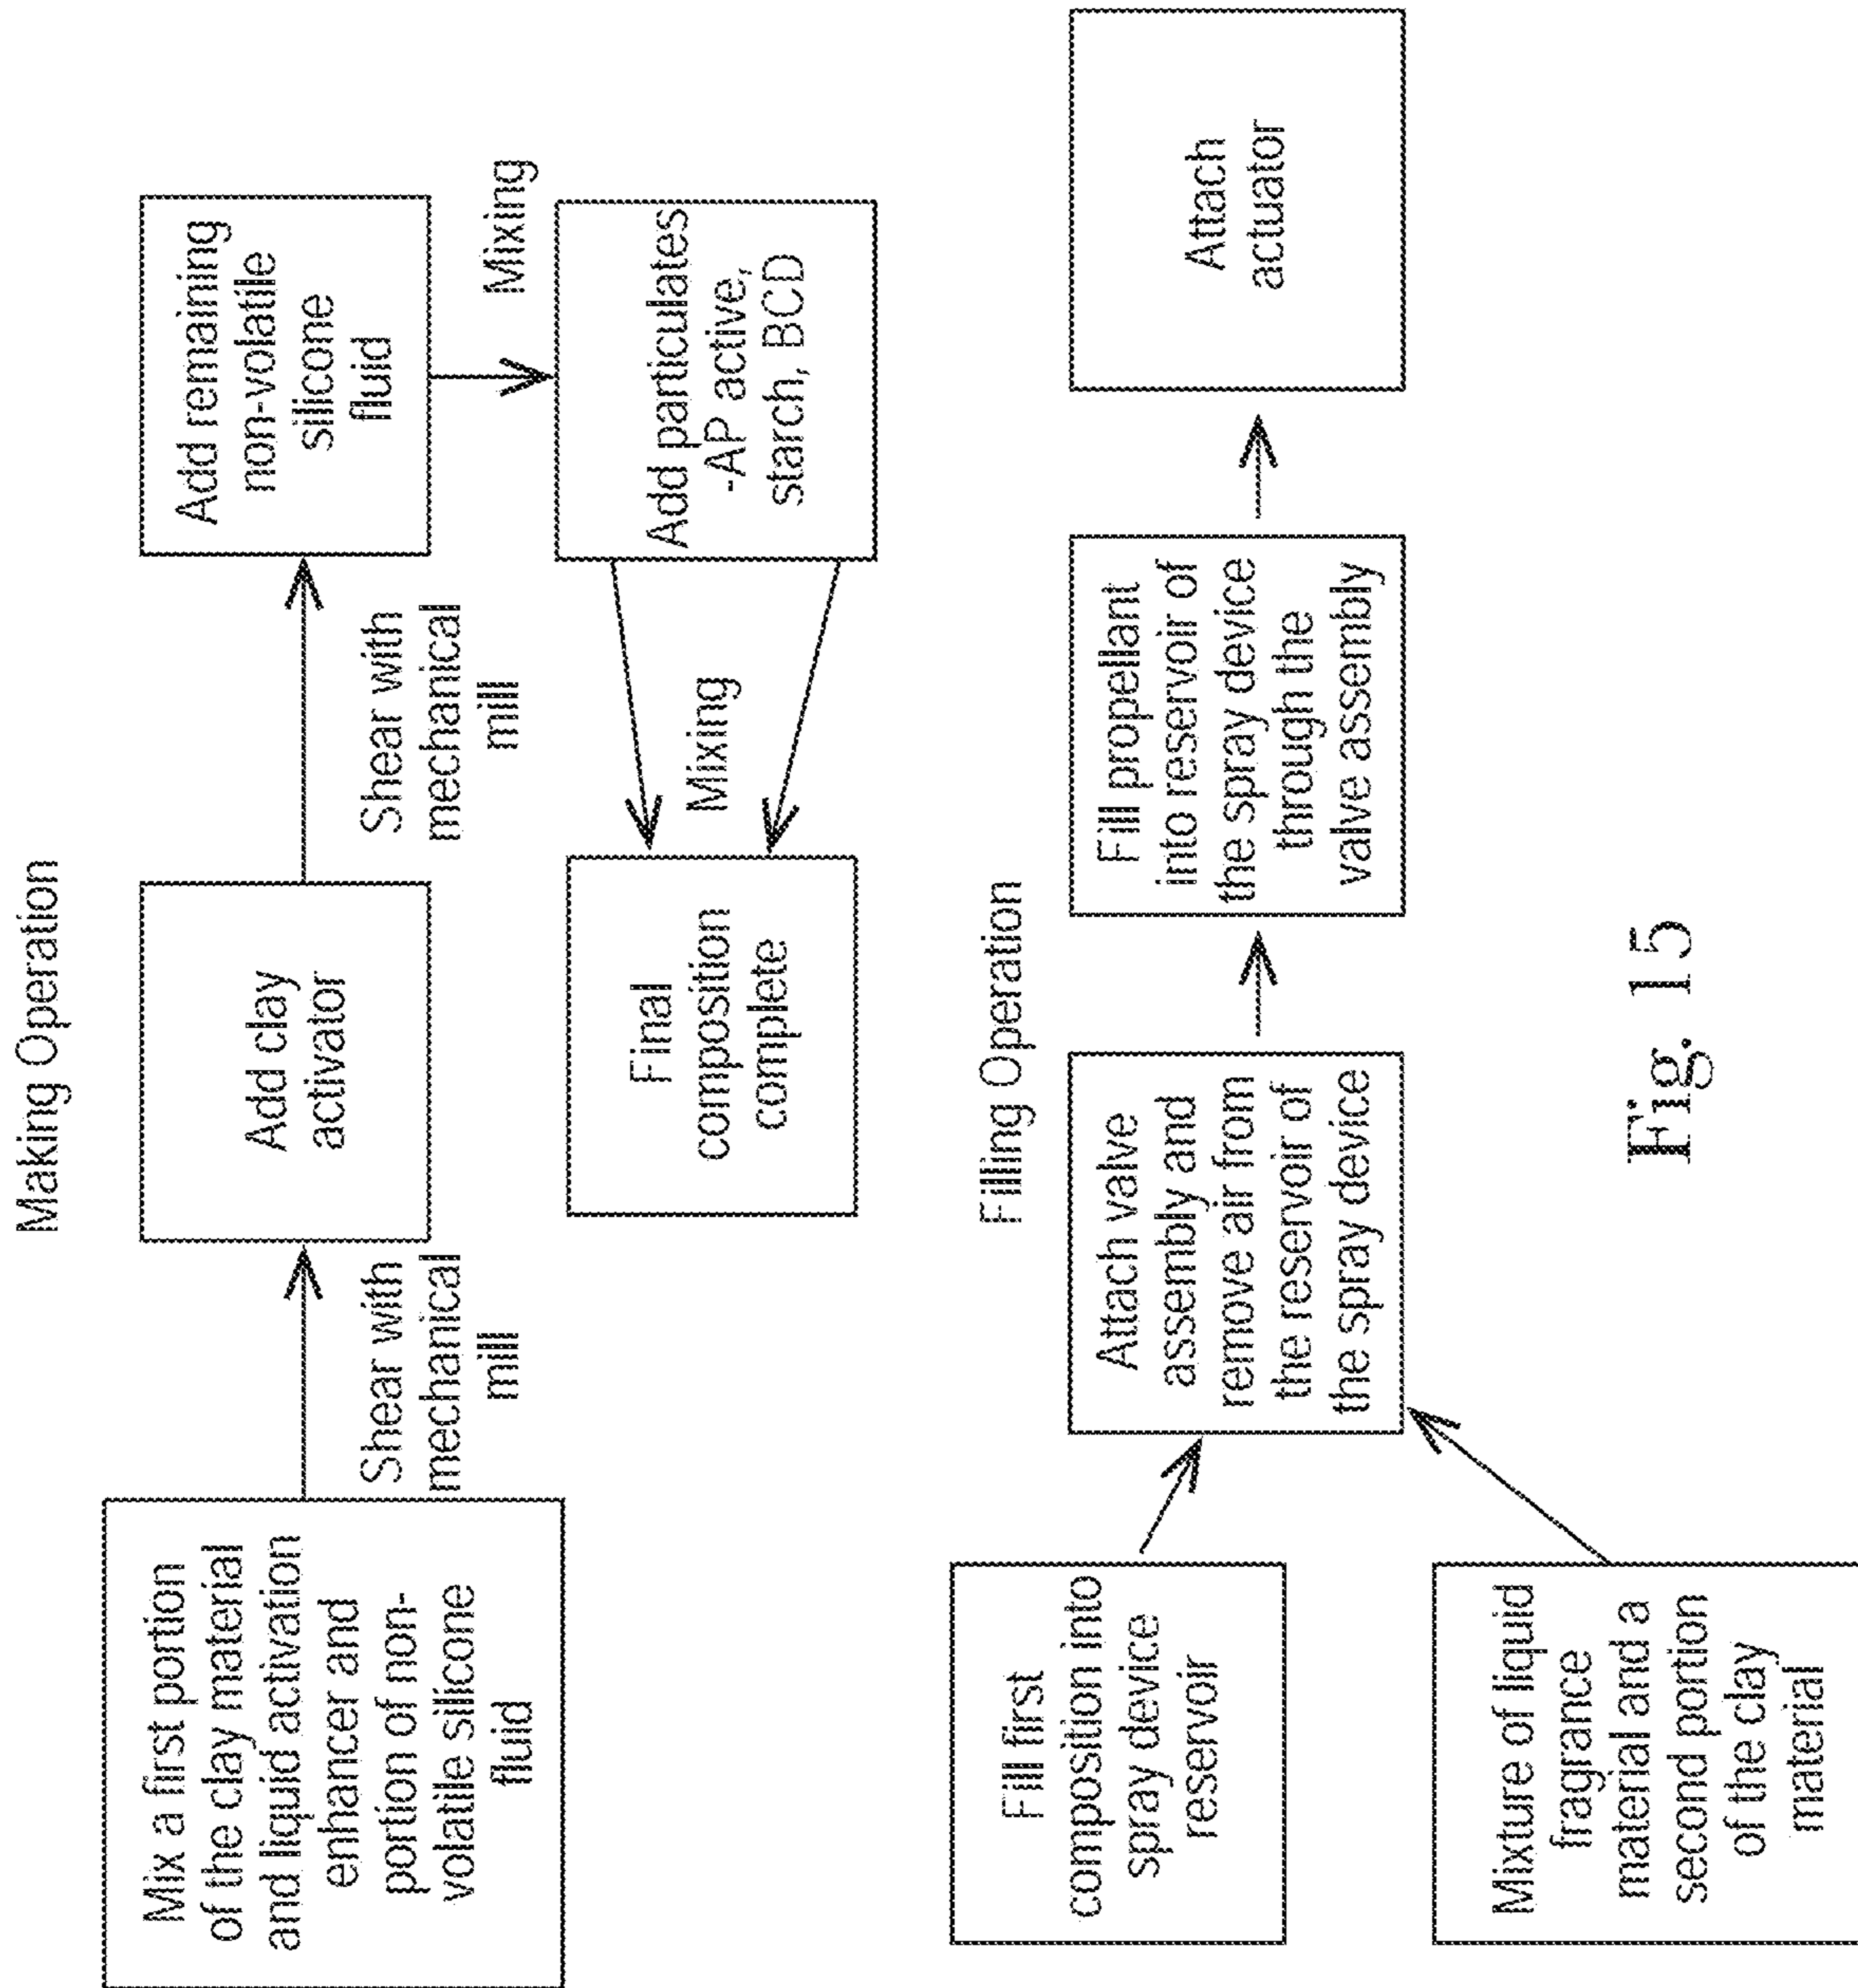 Making Operation
Mix a first portion
of the clay material
and liquid activation
enhancer and
portion of non-
volatile silicone
fluid
Shear with
mechanical
mill
Add clay
activator
Shear with
mechanical
mill
Add remaining
non-volatile
silicone
fluid
Mixing
Add particulates
-AP active,
starch, BCD
Mixing
Final
composition
complete
Filling Operation
Fill first
composition into
spray device
reservoir
Mixture of liquid
fragrance
material and a
second portion
of the clay
material
Attach valve
assembly and
remove air from
the reservoir of
the spray device
Fill propellant
into reservoir of
the spray device
through the
valve assembly
Attach
actuator
Fig. 15